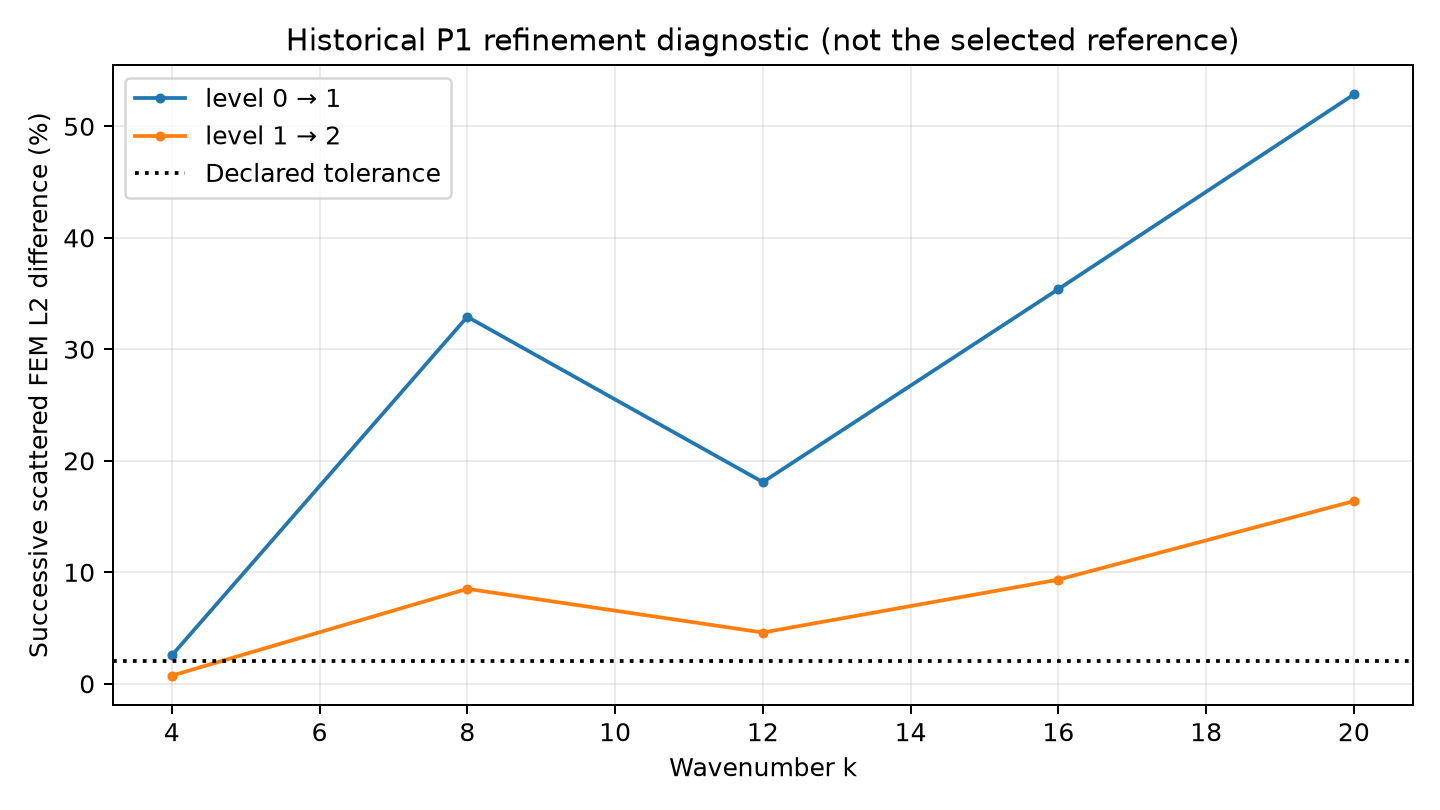 Historical P1 refinement diagnostic (not the selected reference)
level 0 → 1
level 1 → 2
Declared tolerance
Successive scattered FEM L2 difference (%)
50
40
30
20
10
0
4 6 8 10 12 14 16 18 20
Wavenumber k